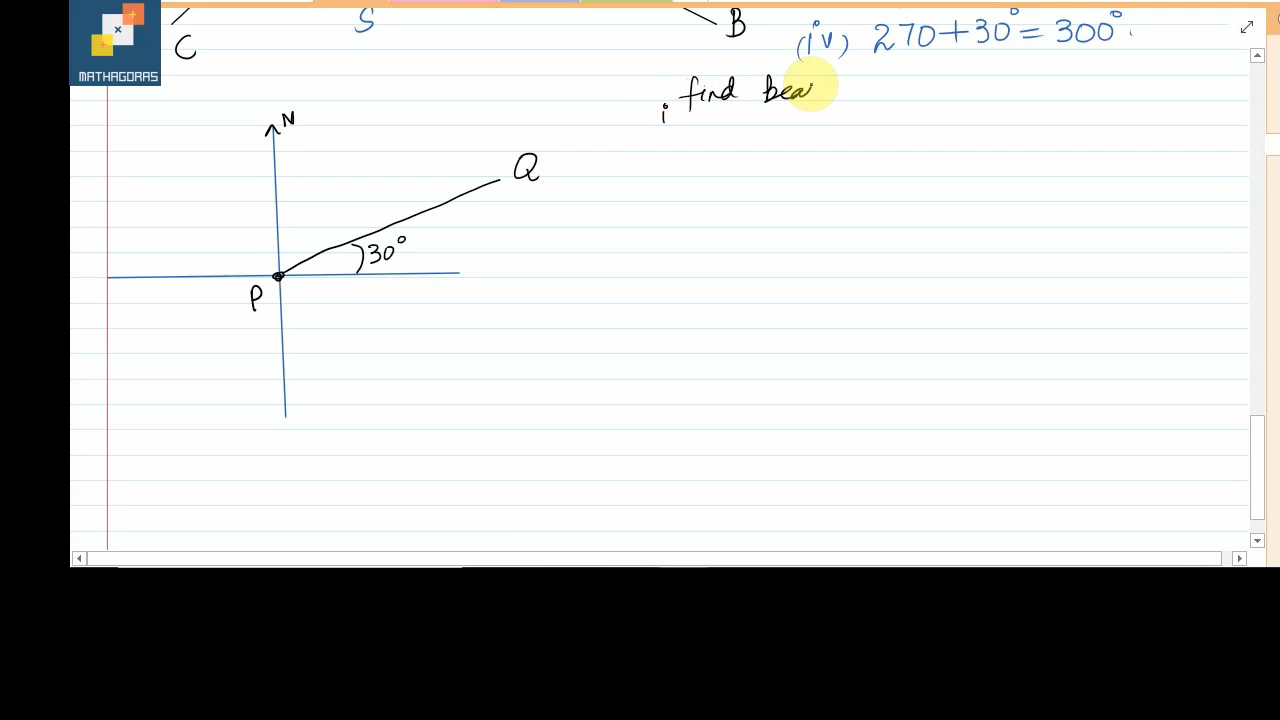 S
B
C
(iv) 270+30°=300°.
MATHAGORAS
i find bea
N
Q
30°
P